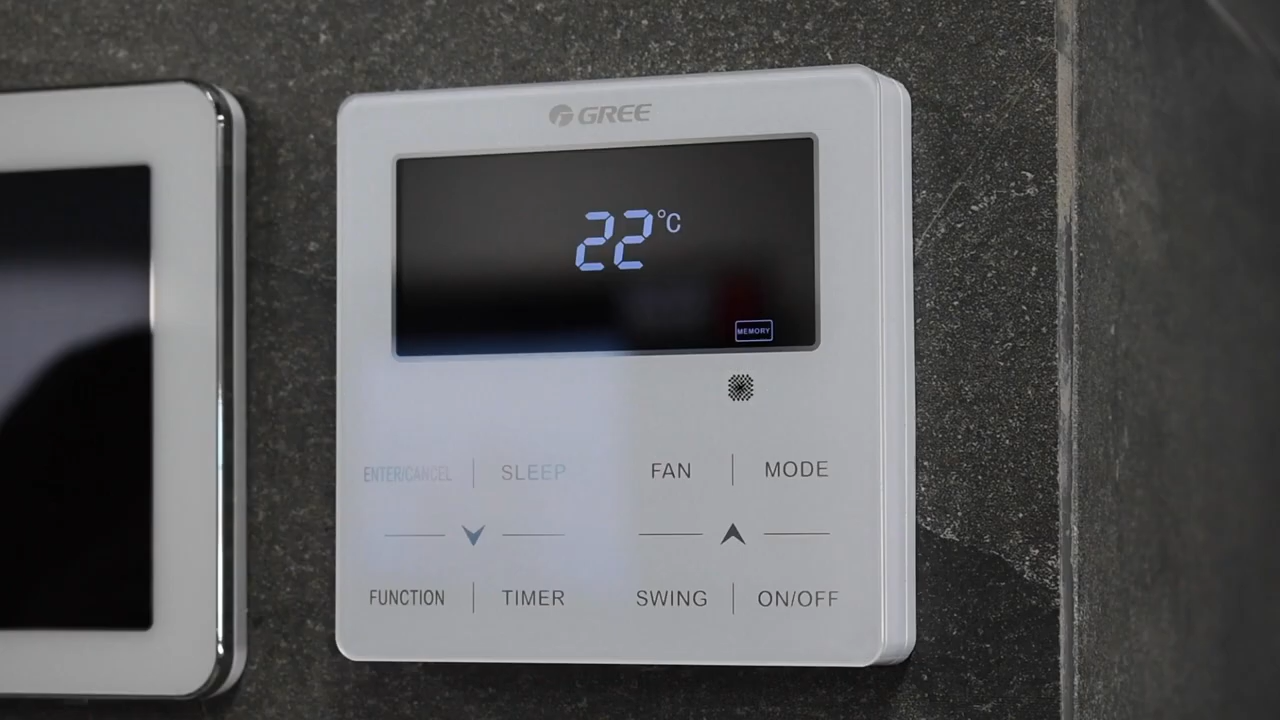 GREE
22°C
MEMORY
ENTER/CANCEL SLEEP FAN MODE
FUNCTION TIMER SWING ON/OFF